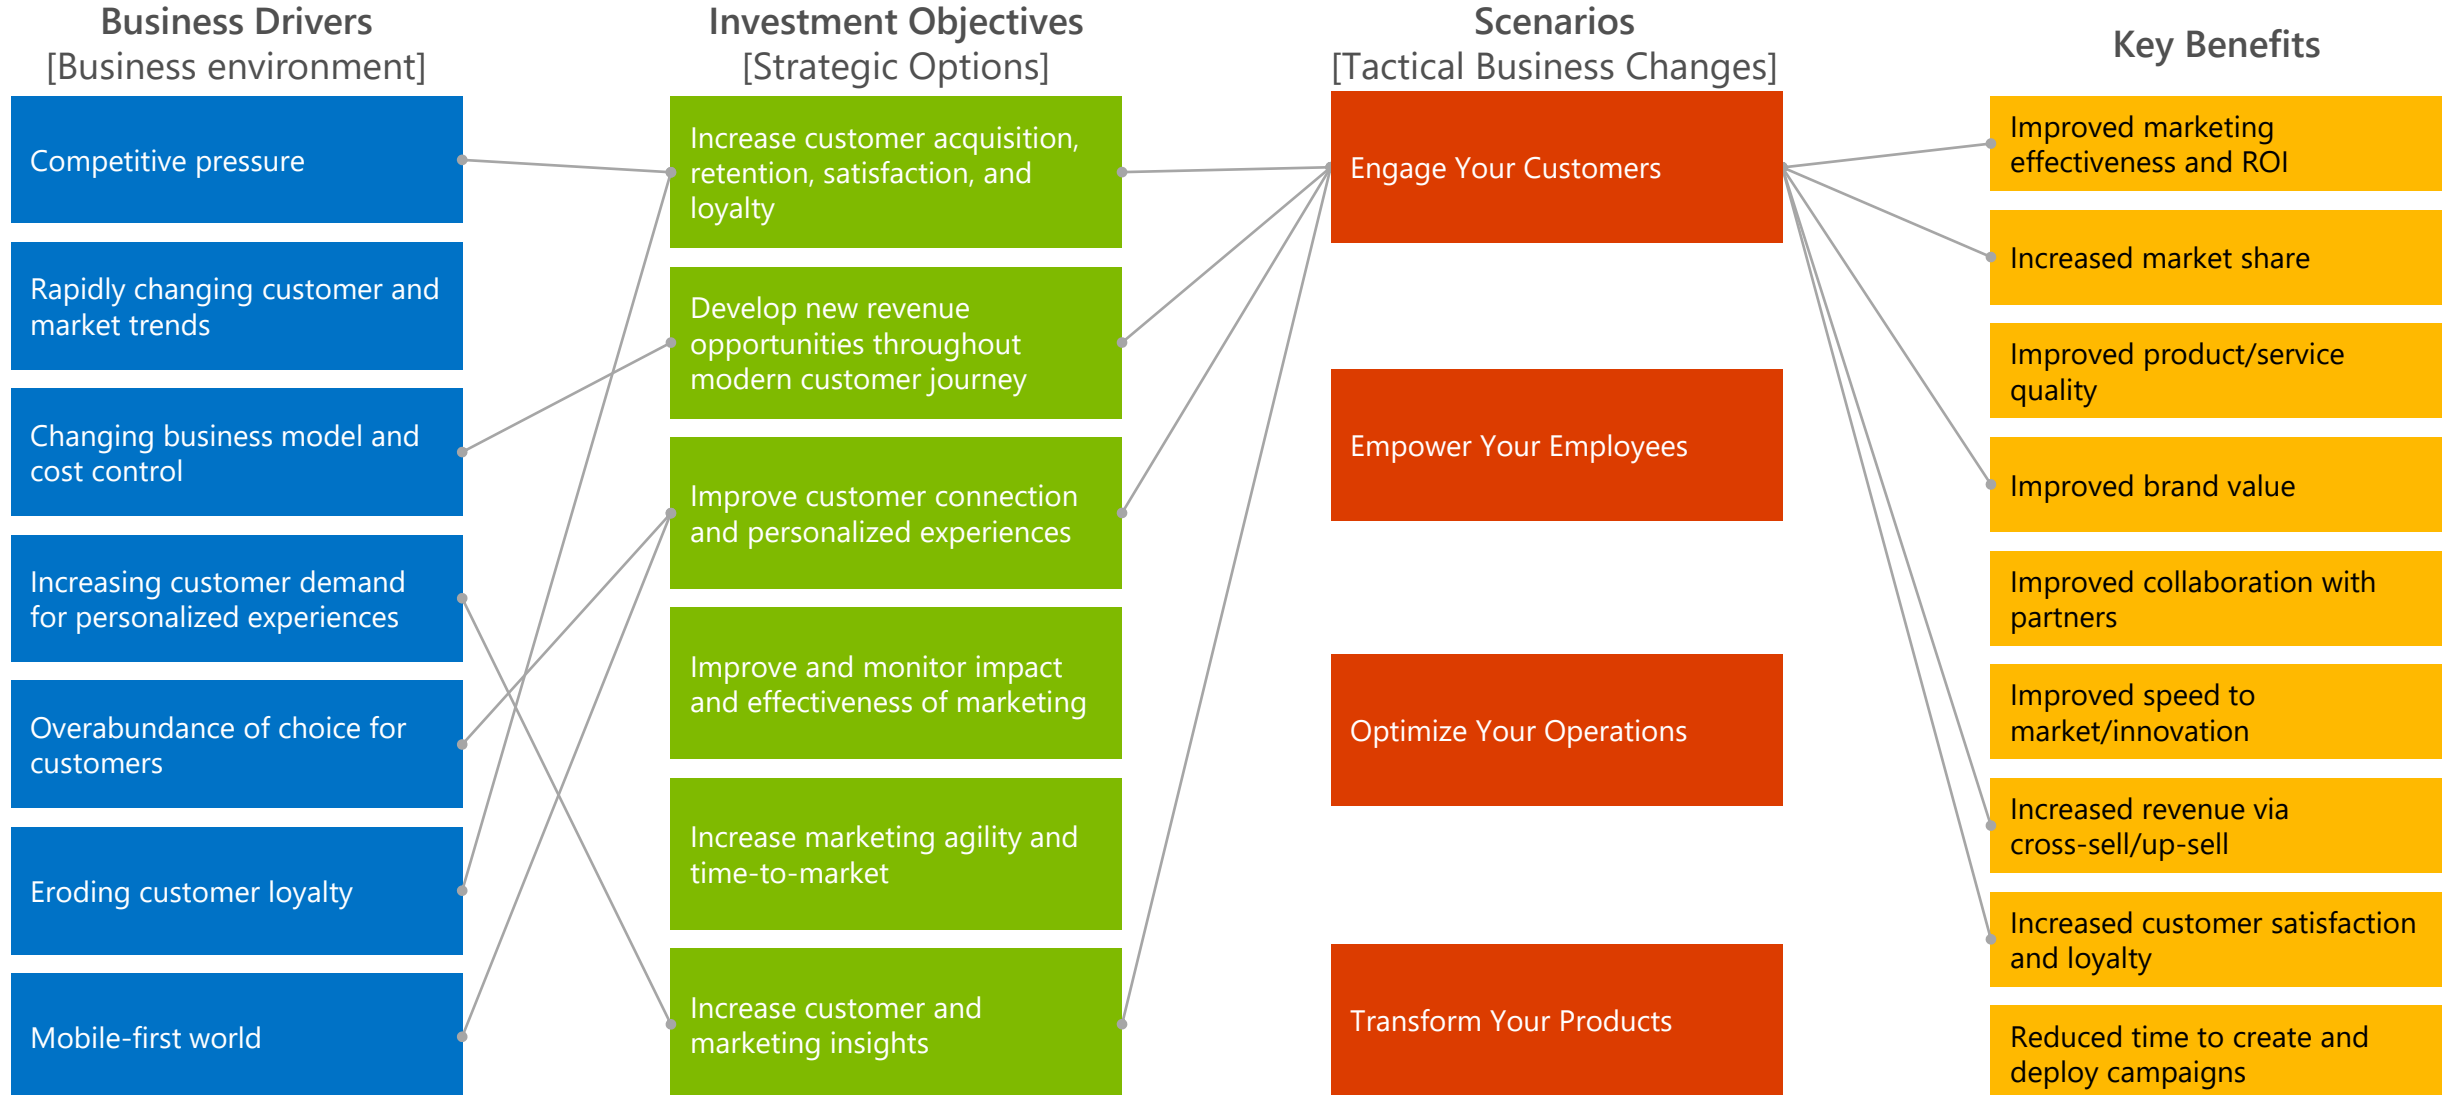 Business Drivers
[Business environment]
Competitive pressure
Rapidly changing customer and
market trends
Changing business model and
cost control
Increasing customer demand
for personalized experiences
Overabundance of choice for
customers
Eroding customer loyalty
Mobile-first world
Investment Objectives
[Strategic Options]
Increase customer acquisition,
retention, satisfaction, and
loyalty
Develop new revenue
opportunities throughout
modern customer journey
Improve customer connection
and personalized experiences
Improve and monitor impact
and effectiveness of marketing
Increase marketing agility and
time-to-market
Increase customer and
marketing insights
Scenarios
[Tactical Business Changes]
Engage Your Customers
Empower Your Employees
Optimize Your Operations
Transform Your Products
Key Benefits
Improved marketing
effectiveness and ROI
Increased market share
Improved product/service
quality
Improved brand value
Improved collaboration with
partners
Improved speed to
market/innovation
Increased revenue via
cross-sell/up-sell
Increased customer satisfaction
and loyalty
Reduced time to create and
deploy campaigns